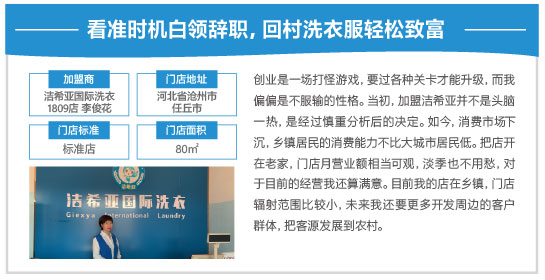 看准时机白领辞职，回村洗衣服轻松致富
加盟商
洁希亚国际洗衣
1809店 李俊花
门店地址
河北省沧州市
任丘市
门店标准
标准店
门店面积
80㎡
洁希亚
洁希亚国际洗衣
Giexya International Laundry
创业是一场打怪游戏，要过各种关卡才能升级，而我
偏偏是不服输的性格。当初，加盟洁希亚并不是头脑
一热，是经过慎重分析后的决定。如今，消费市场下
沉，乡镇居民的消费能力不比大城市居民低。把店开
在老家，门店月营业额相当可观，淡季也不用愁，对
于目前的经营我还算满意。目前我的店在乡镇，门店
辐射范围比较小，未来我还要更多开发周边的客户
群体，把客源发展到农村。